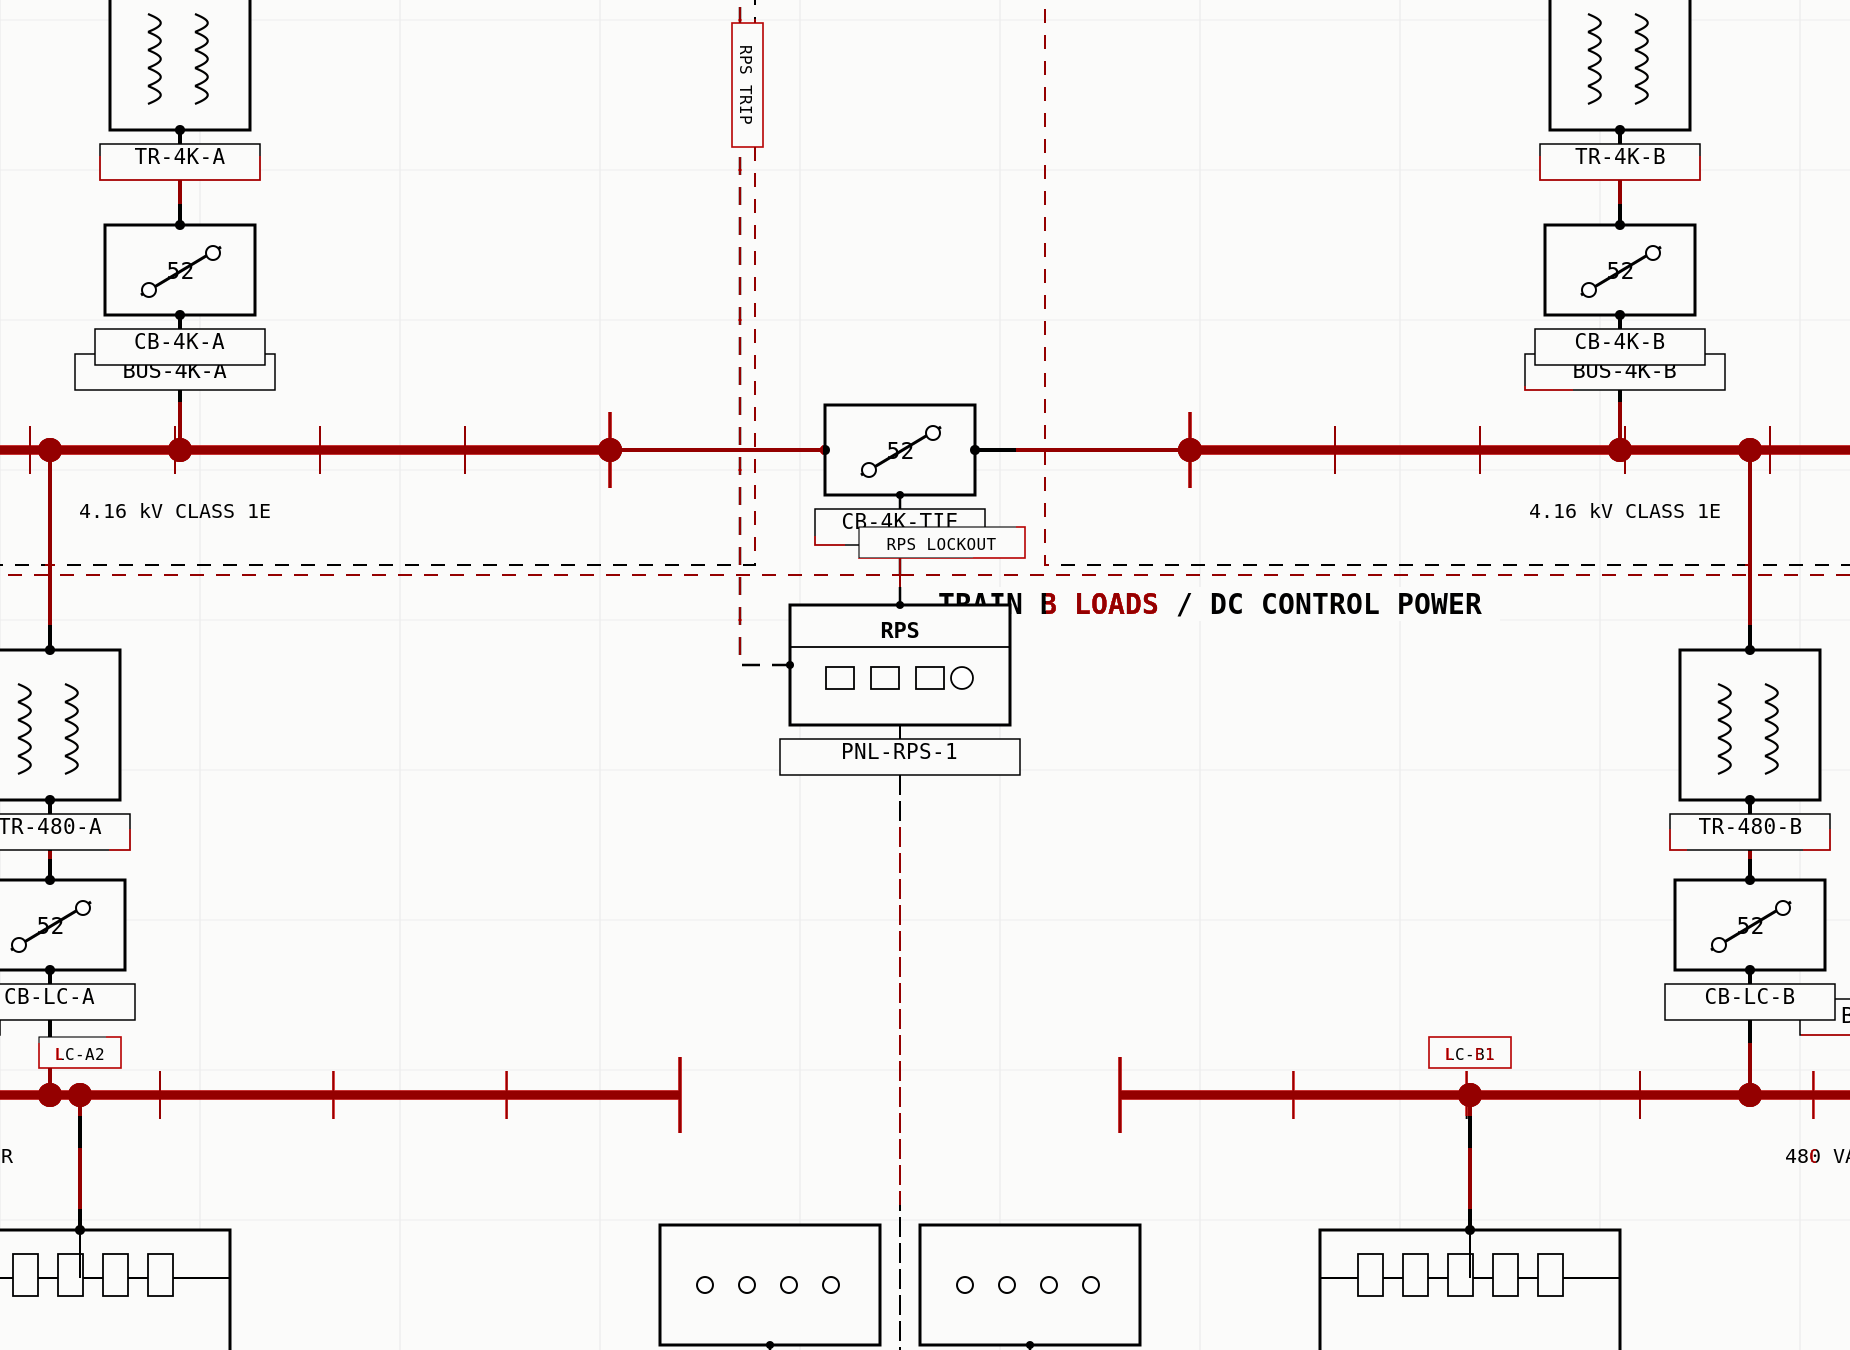 RPS TRIP
TR-4K-A
TR-4K-B
52
52
CB-4K-A
CB-4K-B
BUS-4K-A
BUS-4K-B
52
4.16 kV CLASS 1E
4.16 kV CLASS 1E
CB-4K-TIE
RPS LOCKOUT
TRAIN B LOADS / DC CONTROL POWER
RPS
PNL-RPS-1
TR-480-A
TR-480-B
52
52
CB-LC-A
CB-LC-B
B
LC-A2
LC-B1
R
480 VA